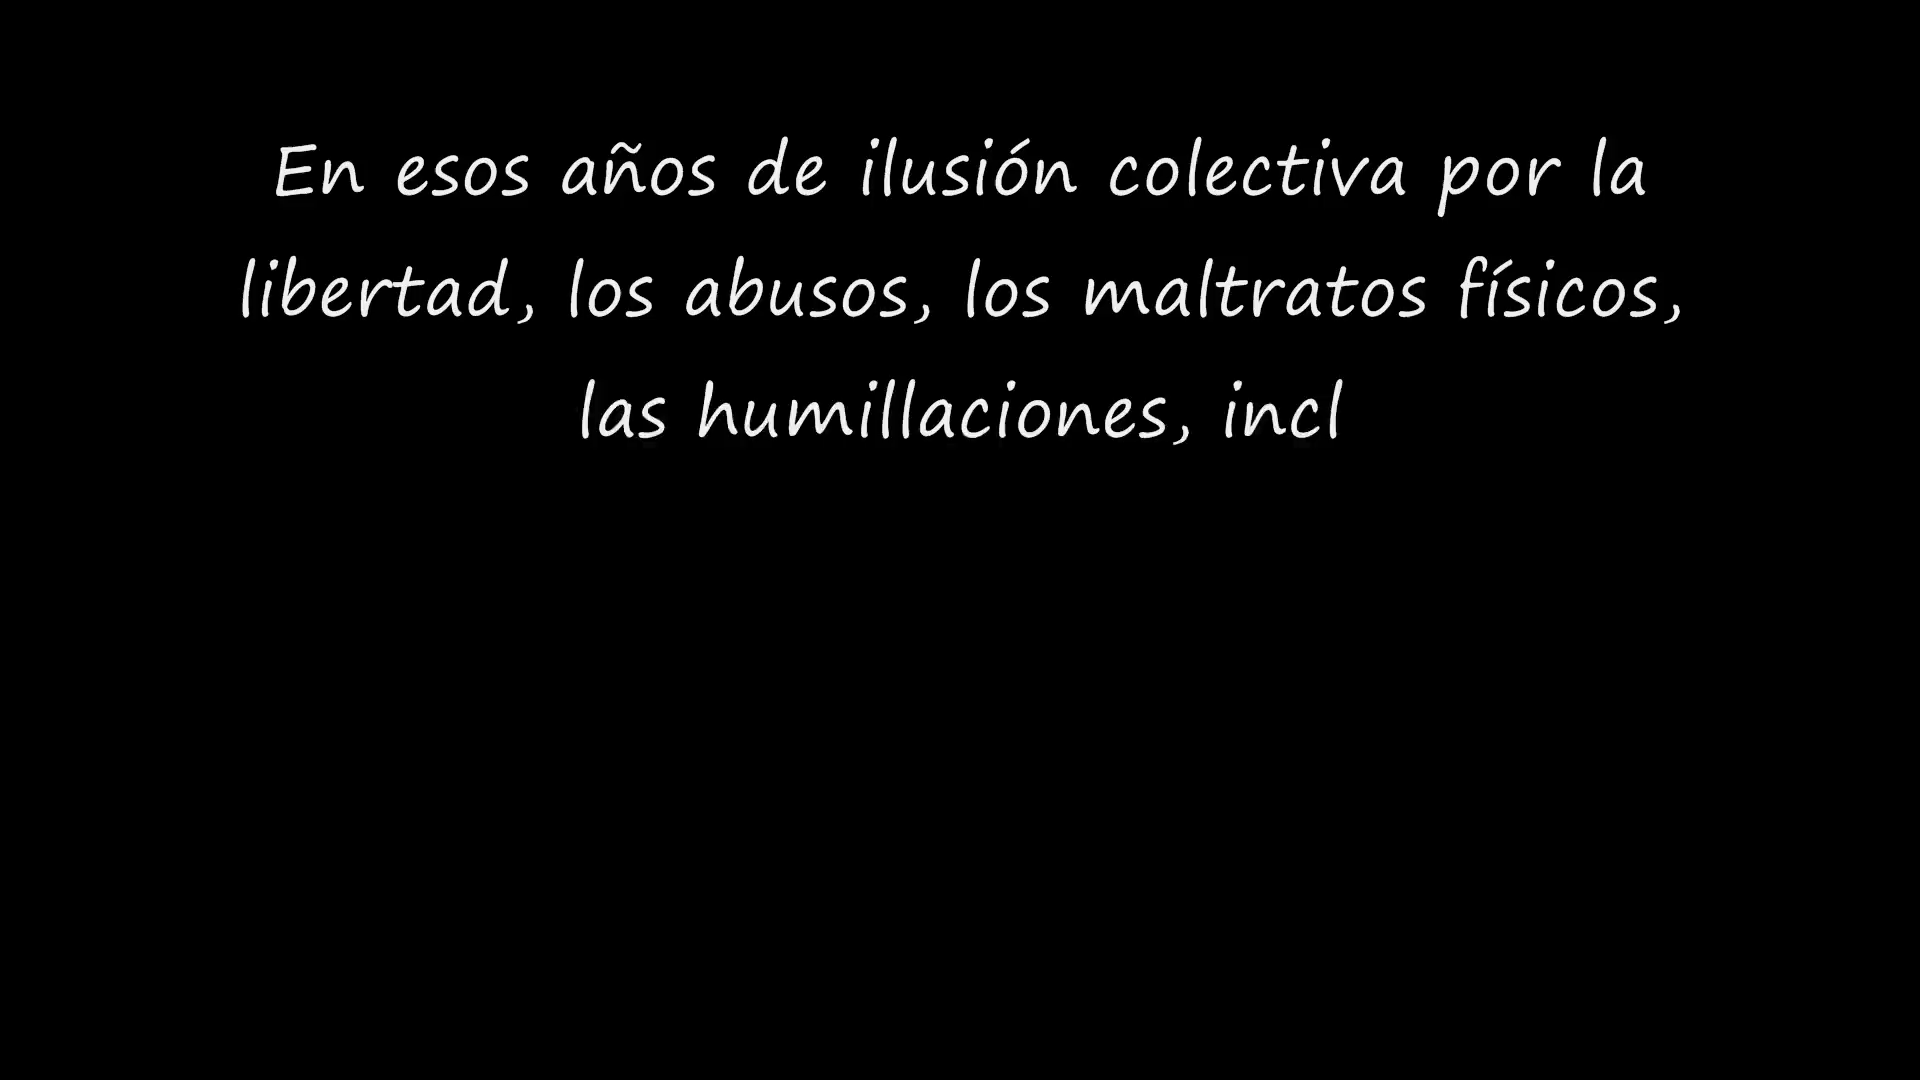 En esos años de ilusión colectiva por la
libertad, los abusos, los maltratos físicos,
las humillaciones, incl